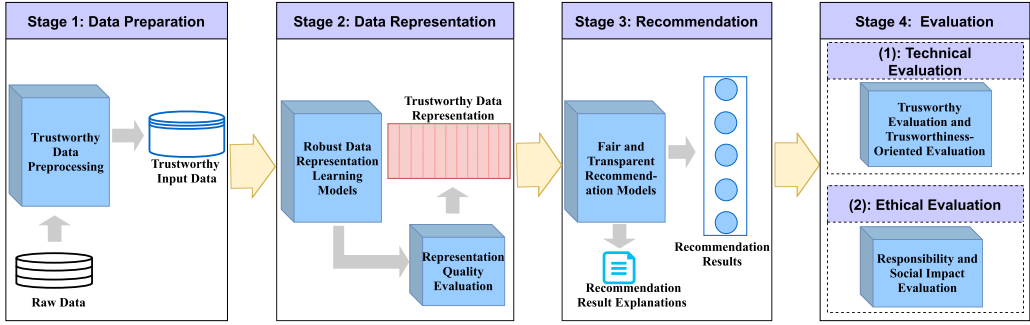 Stage 1: Data Preparation
Trustworthy
Data
Preprocessing
Trustworthy
Input Data
Raw Data
Stage 2: Data Representation
Robust Data
Representation
Learning
Models
Trustworthy Data
Representation
Representation
Quality
Evaluation
Stage 3: Recommendation
Fair and
Transparent
Recommend-
ation Models
Recommendation
Results
Recommendation
Result Explanations
Stage 4: Evaluation
(1): Technical
Evaluation
Trustworthy
Evaluation and
Trusworthiness-
Oriented Evaluation
(2): Ethical Evaluation
Responsibility and
Social Impact
Evaluation